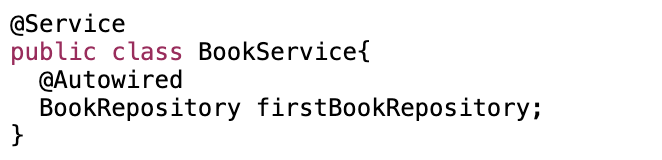 @Service
public class BookService{
  @Autowired
  BookRepository firstBookRepository;
}